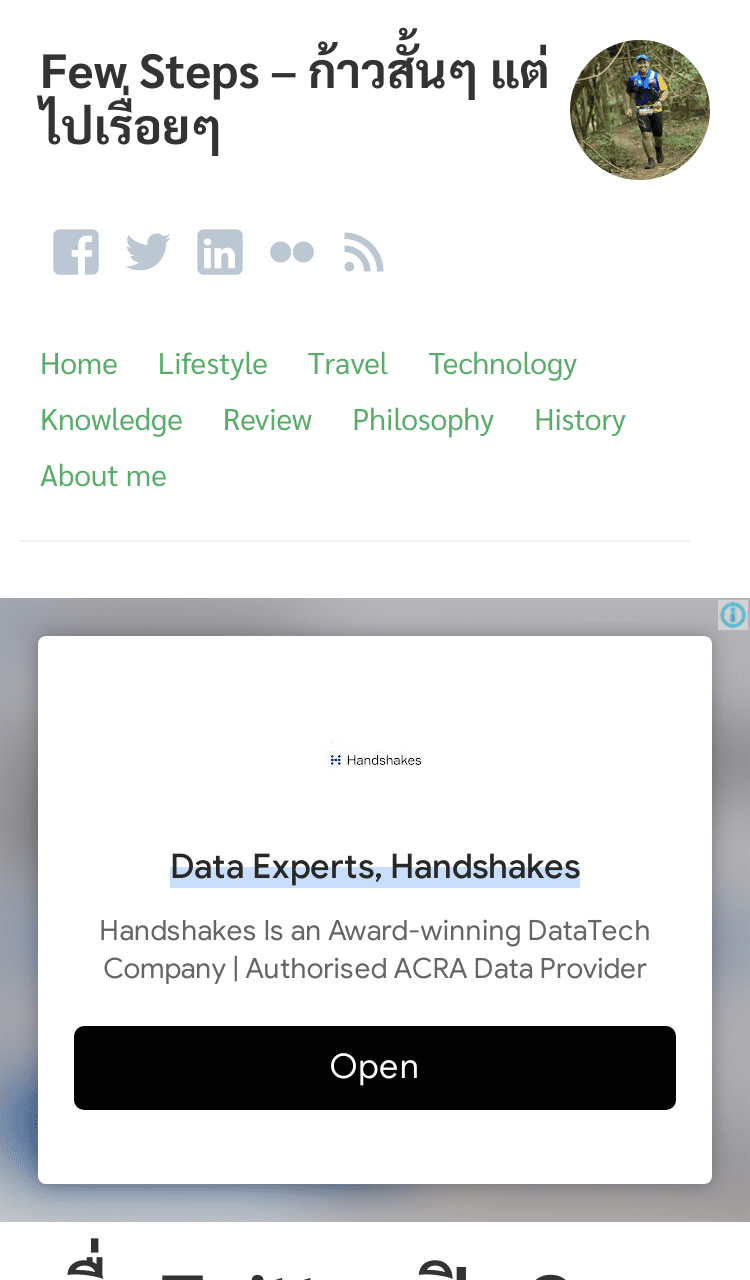 Few Steps – ก้าวสั้นๆ แต่
ไปเรื่อยๆ
Home Lifestyle Travel Technology
Knowledge Review Philosophy History
About me
Handshakes
Data Experts, Handshakes
Handshakes Is an Award-winning DataTech
Company | Authorised ACRA Data Provider
Open